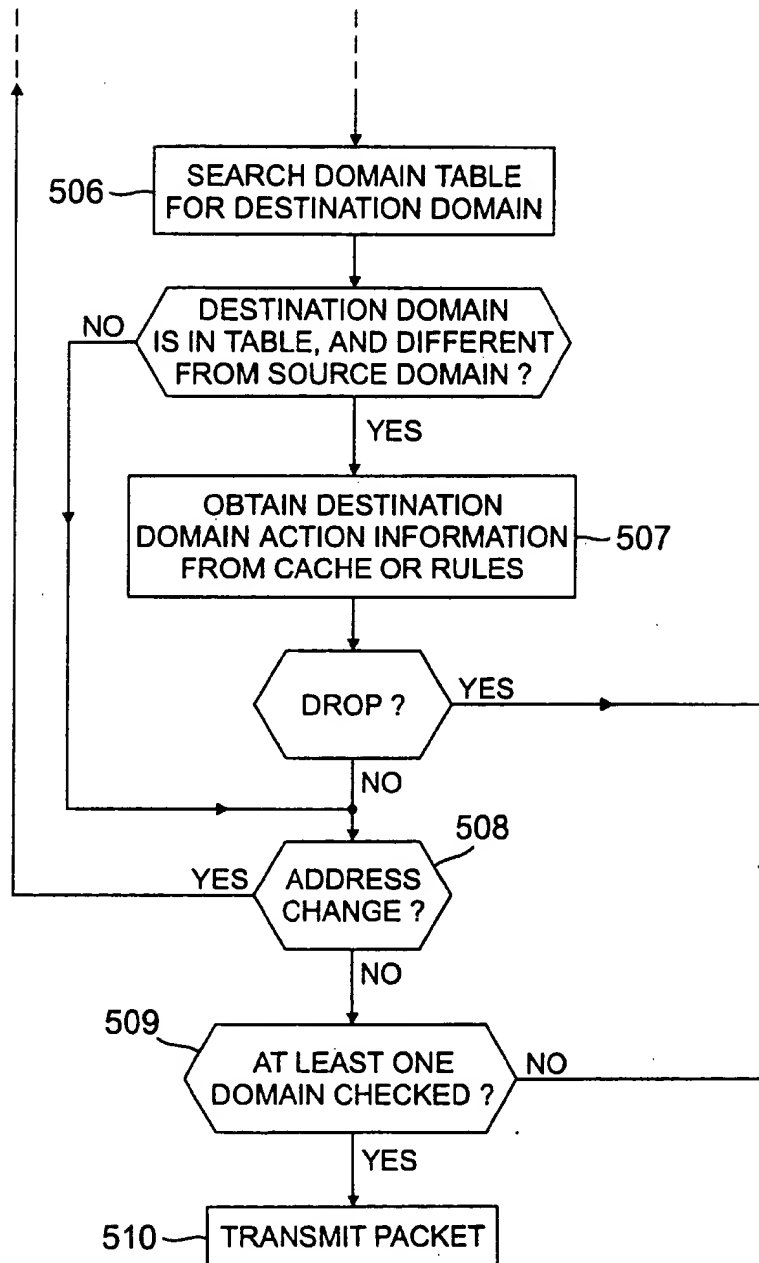 506
SEARCH DOMAIN TABLE
FOR DESTINATION DOMAIN
NO
DESTINATION DOMAIN
IS IN TABLE, AND DIFFERENT
FROM SOURCE DOMAIN ?
YES
OBTAIN DESTINATION
DOMAIN ACTION INFORMATION
FROM CACHE OR RULES
507
DROP ?
YES
NO
508
YES
ADDRESS
CHANGE ?
NO
509
AT LEAST ONE
DOMAIN CHECKED ?
NO
YES
510
TRANSMIT PACKET